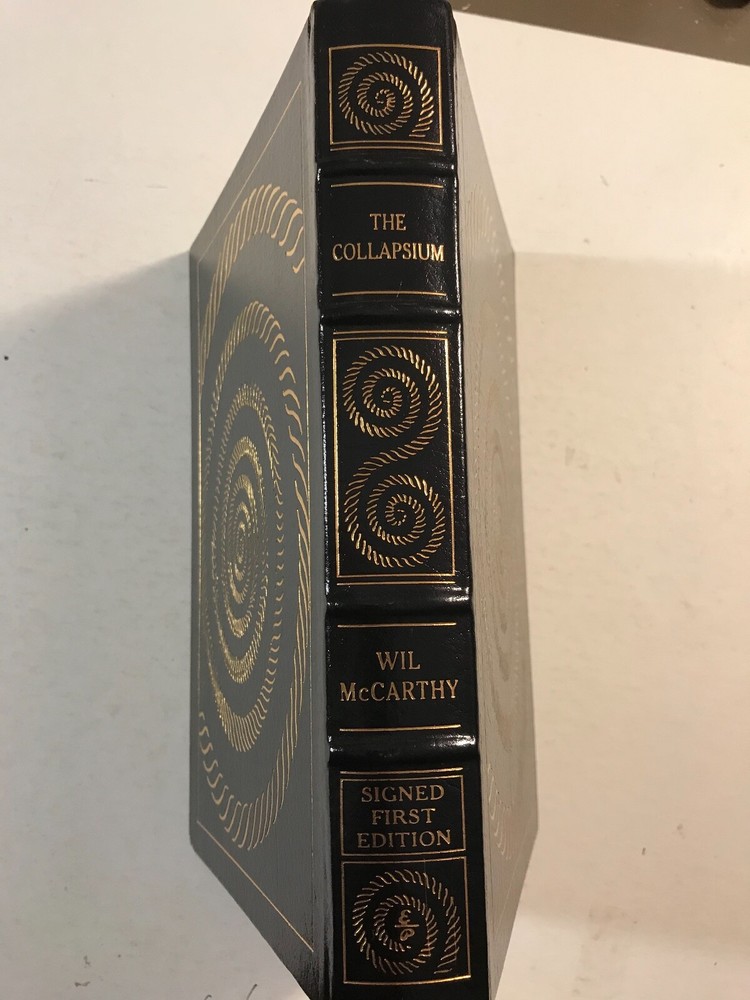 THE
COLLAPSIUM
WIL
McCARTHY
SIGNED
FIRST
EDITION